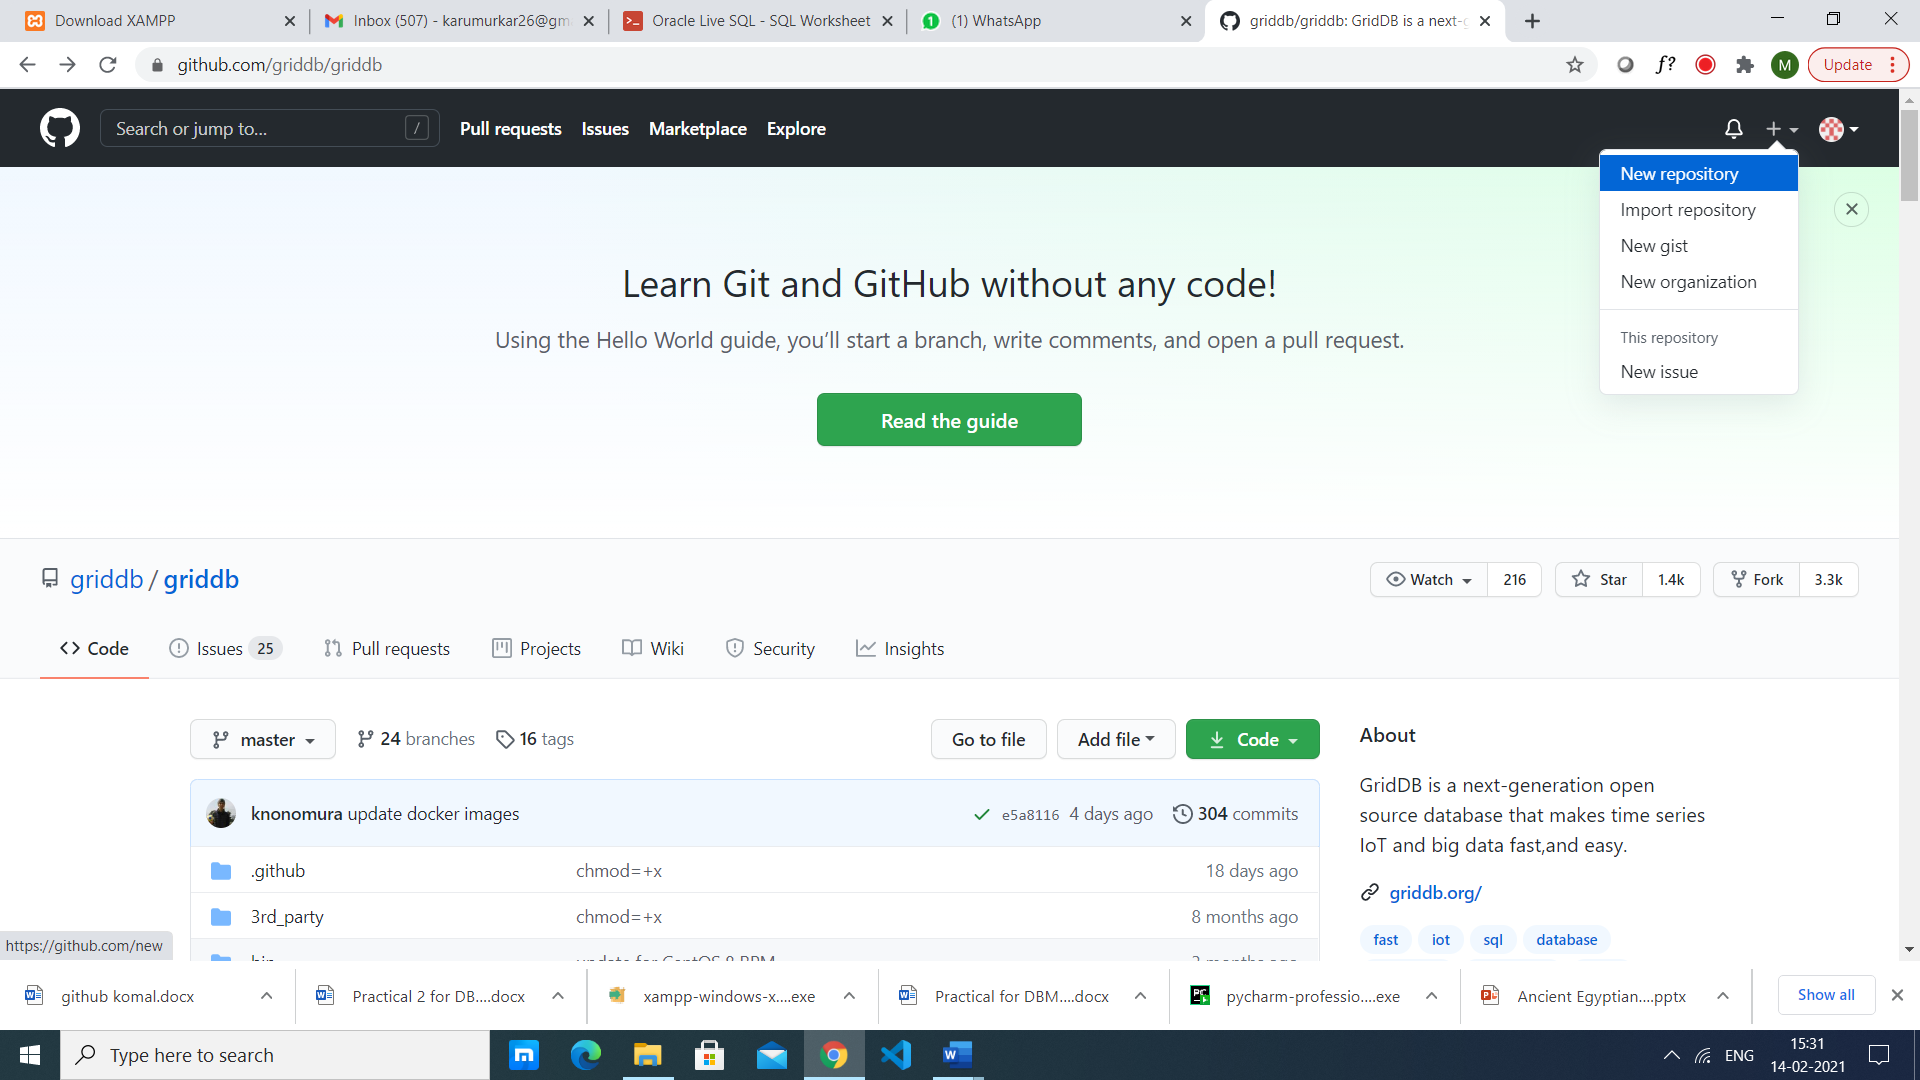 Download XAMPP
Inbox (507) - karumurkar26@gm
Oracle Live SQL - SQL Worksheet
(1) WhatsApp
griddb/griddb: GridDB is a next-g
github.com/griddb/griddb
f?
M
Update
Search or jump to...
/
Pull requests
Issues
Marketplace
Explore
New repository
Import repository
New gist
New organization
This repository
New issue
Learn Git and GitHub without any code!
Using the Hello World guide, you’ll start a branch, write comments, and open a pull request.
Read the guide
griddb / griddb
Watch 216
Star 1.4k
Fork 3.3k
Code
Issues 25
Pull requests
Projects
Wiki
Security
Insights
master
24 branches
16 tags
Go to file
Add file
Code
knonomura update docker images
e5a8116 4 days ago
304 commits
.github chmod=+x 18 days ago
3rd_party chmod=+x 8 months ago
bin update for CentOS 8 RPM
About
GridDB is a next-generation open
source database that makes time series
IoT and big data fast,and easy.
griddb.org/
fast iot sql database
https://github.com/new
github komal.docx
Practical 2 for DB....docx
xampp-windows-x....exe
Practical for DBM....docx
pycharm-professio....exe
Ancient Egyptian....pptx
Show all
Type here to search
ENG
15:31
14-02-2021